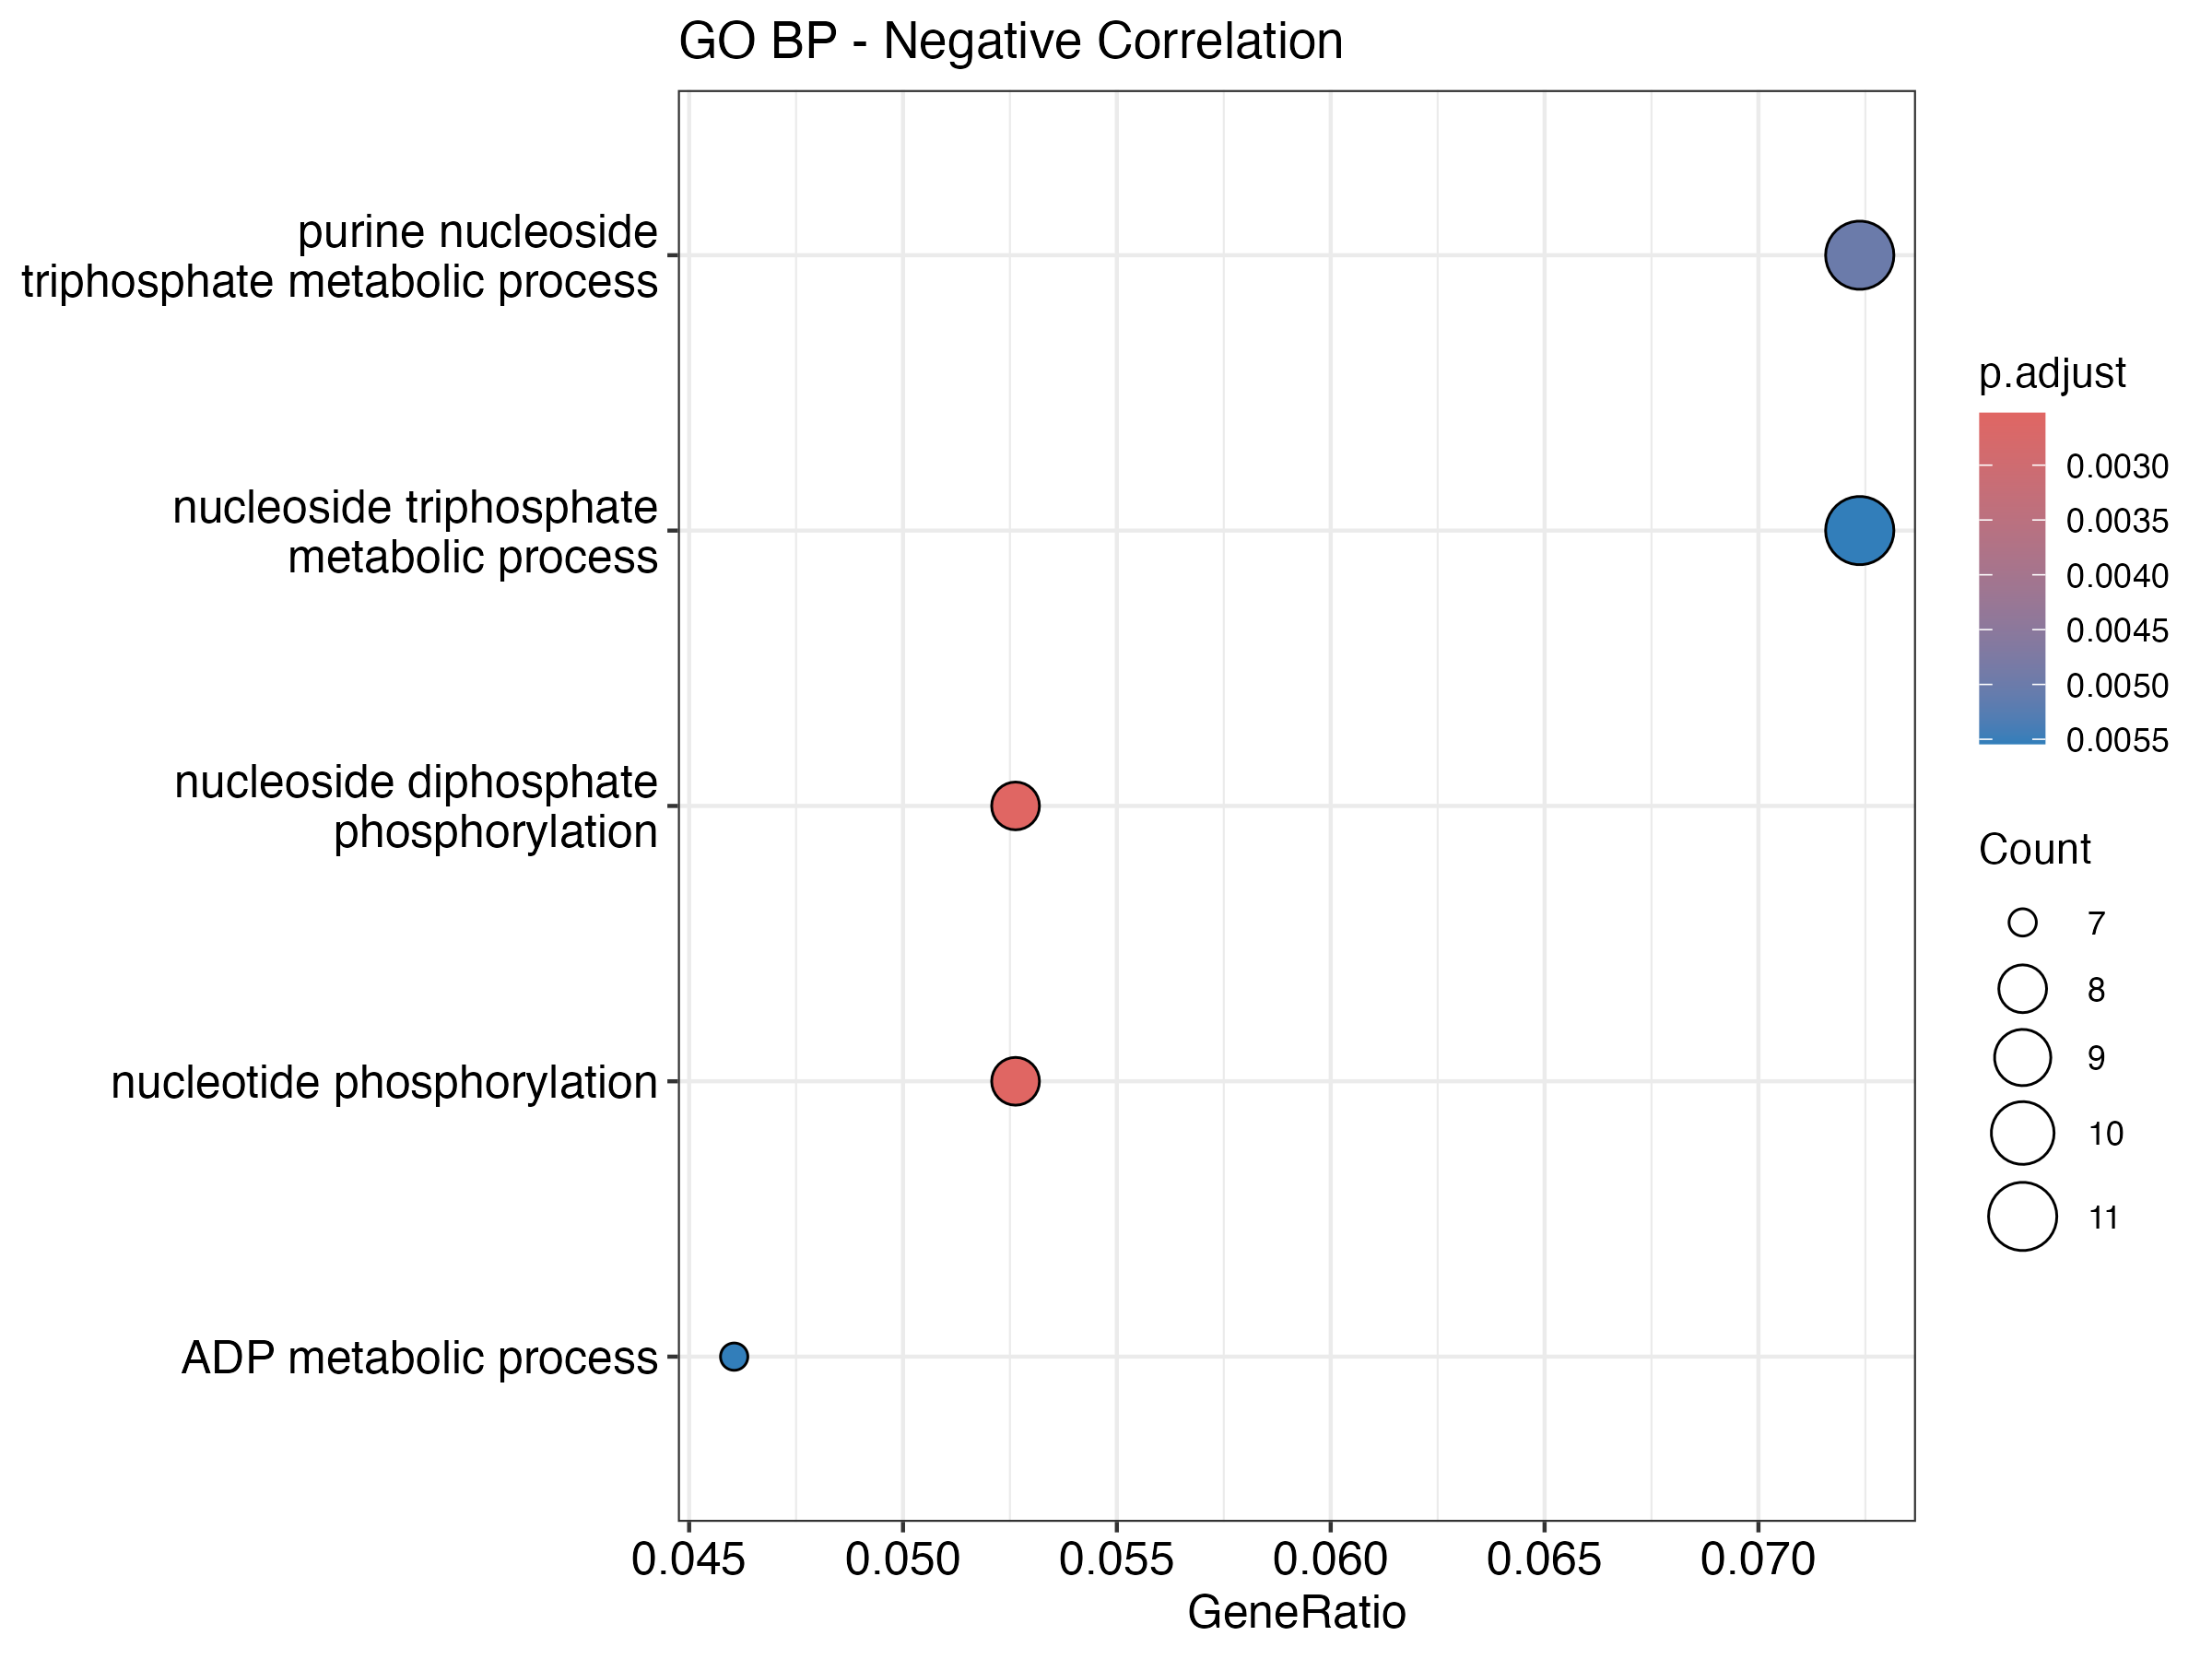 GO BP - Negative Correlation
purine nucleoside
triphosphate metabolic process
nucleoside triphosphate
metabolic process
nucleoside diphosphate
phosphorylation
nucleotide phosphorylation
ADP metabolic process
0.045 0.050 0.055 0.060 0.065 0.070
GeneRatio
p.adjust
0.0030
0.0035
0.0040
0.0045
0.0050
0.0055
Count
7
8
9
10
11